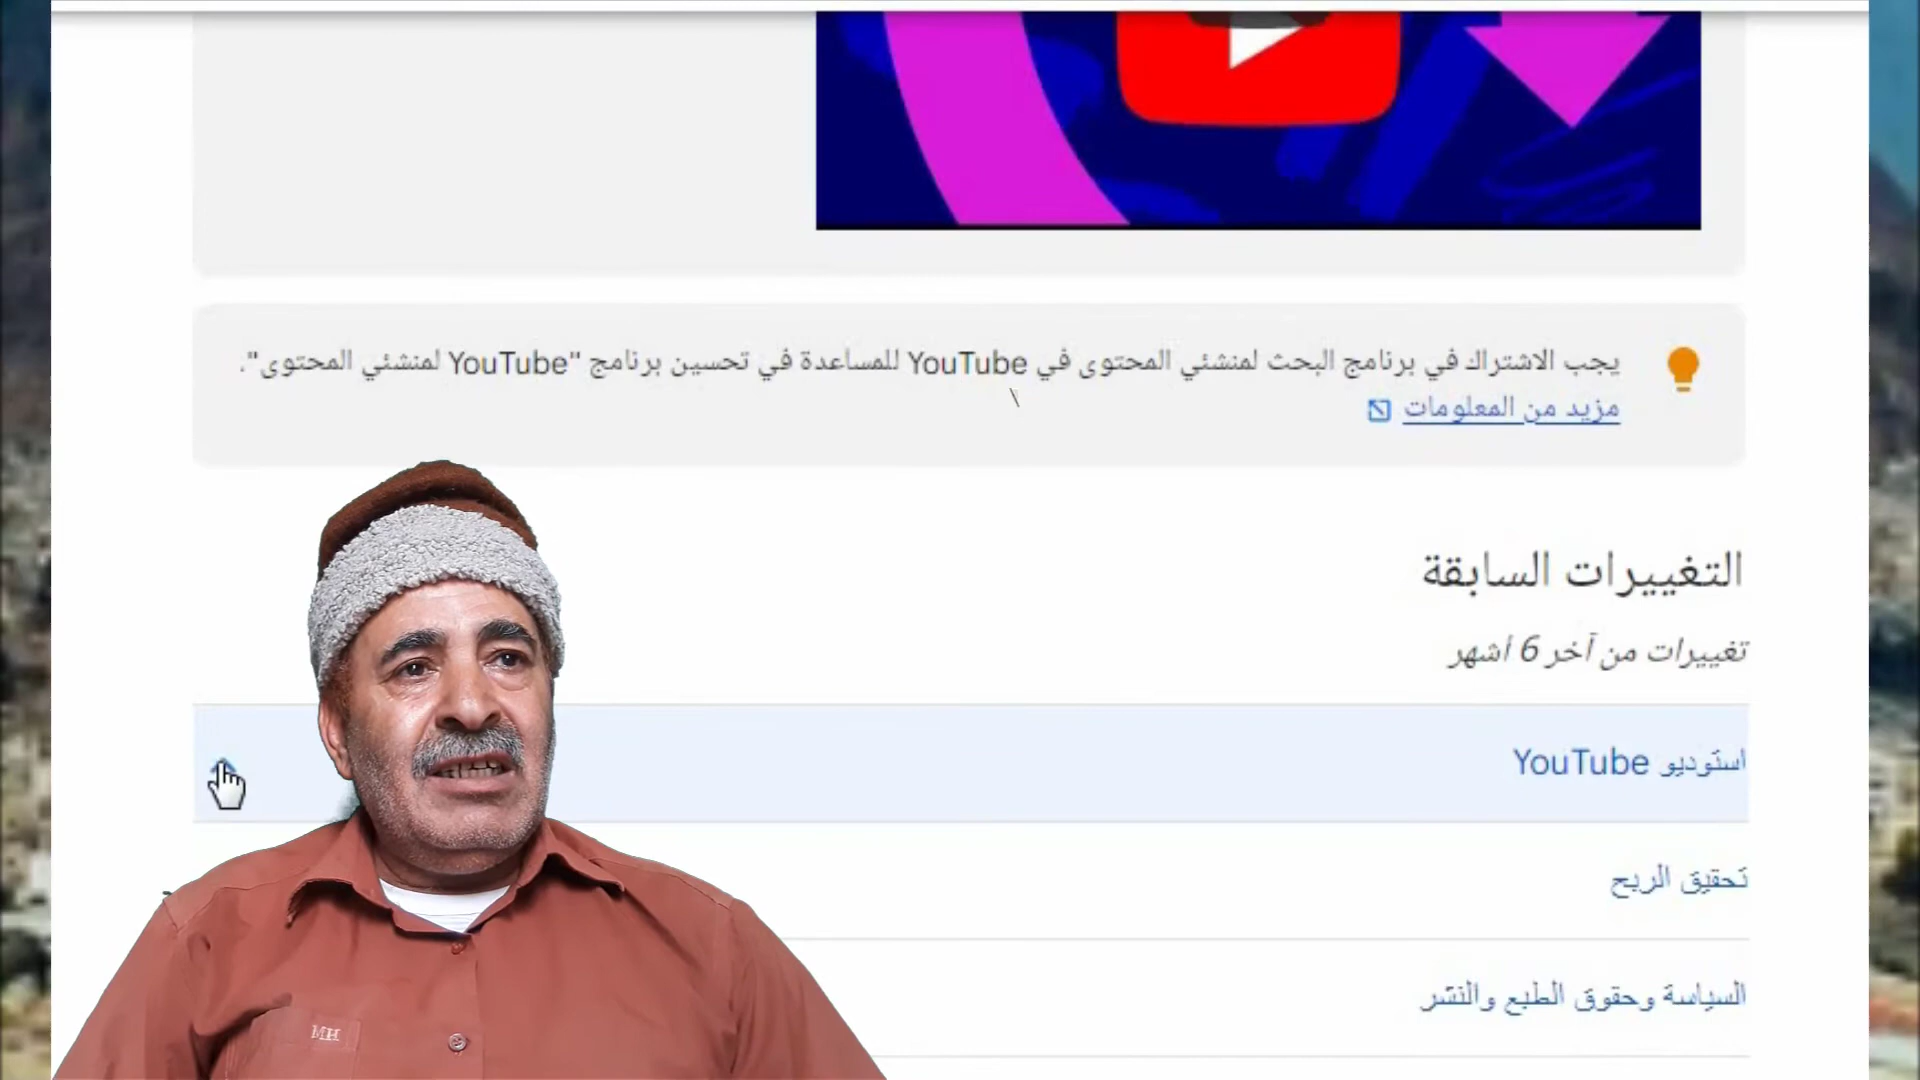 يجب الاشتراك في برنامج البحث لمنشئي المحتوى في YouTube للمساعدة في تحسين برنامج "YouTube لمنشئي المحتوى".
مزيد من المعلومات
التغييرات السابقة
تغييرات من آخر 6 أشهر
استوديو YouTube
تحقيق الربح
السياسة وحقوق الطبع والنشر
MH